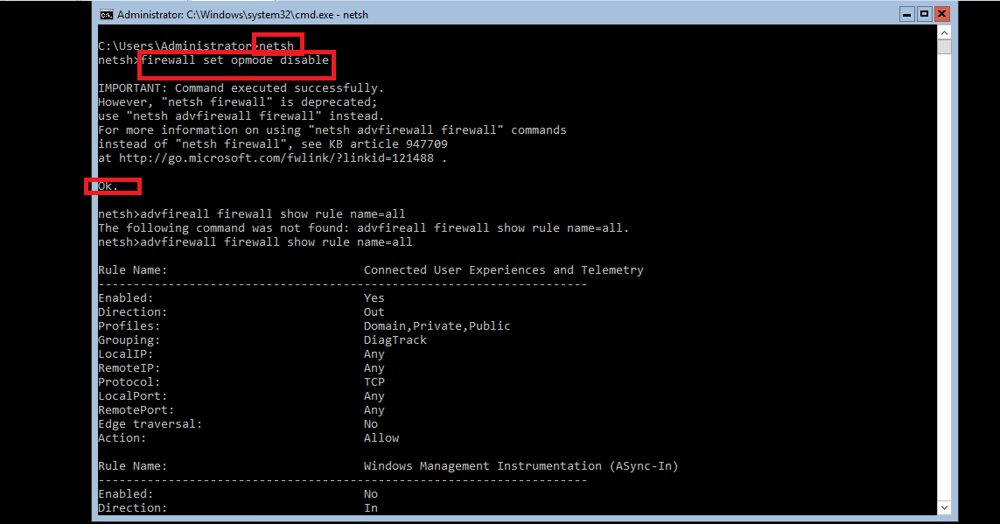 Administrator: C:\Windows\system32\cmd.exe - netsh
C:\Users\Administrator>netsh
netsh>firewall set opmode disable
IMPORTANT: Command executed successfully.
However, "netsh firewall" is deprecated;
use "netsh advfirewall firewall" instead.
For more information on using "netsh advfirewall firewall" commands
instead of "netsh firewall", see KB article 947709
at http://go.microsoft.com/fwlink/?linkid=121488 .
Ok.
netsh>advfireall firewall show rule name=all
The following command was not found: advfireall firewall show rule name=all.
netsh>advfirewall firewall show rule name=all
Rule Name: Connected User Experiences and Telemetry
----------------------------------------------------------------------
Enabled: Yes
Direction: Out
Profiles: Domain,Private,Public
Grouping: DiagTrack
LocalIP: Any
RemoteIP: Any
Protocol: TCP
LocalPort: Any
RemotePort: Any
Edge traversal: No
Action: Allow
Rule Name: Windows Management Instrumentation (ASync-In)
----------------------------------------------------------------------
Enabled: No
Direction: In